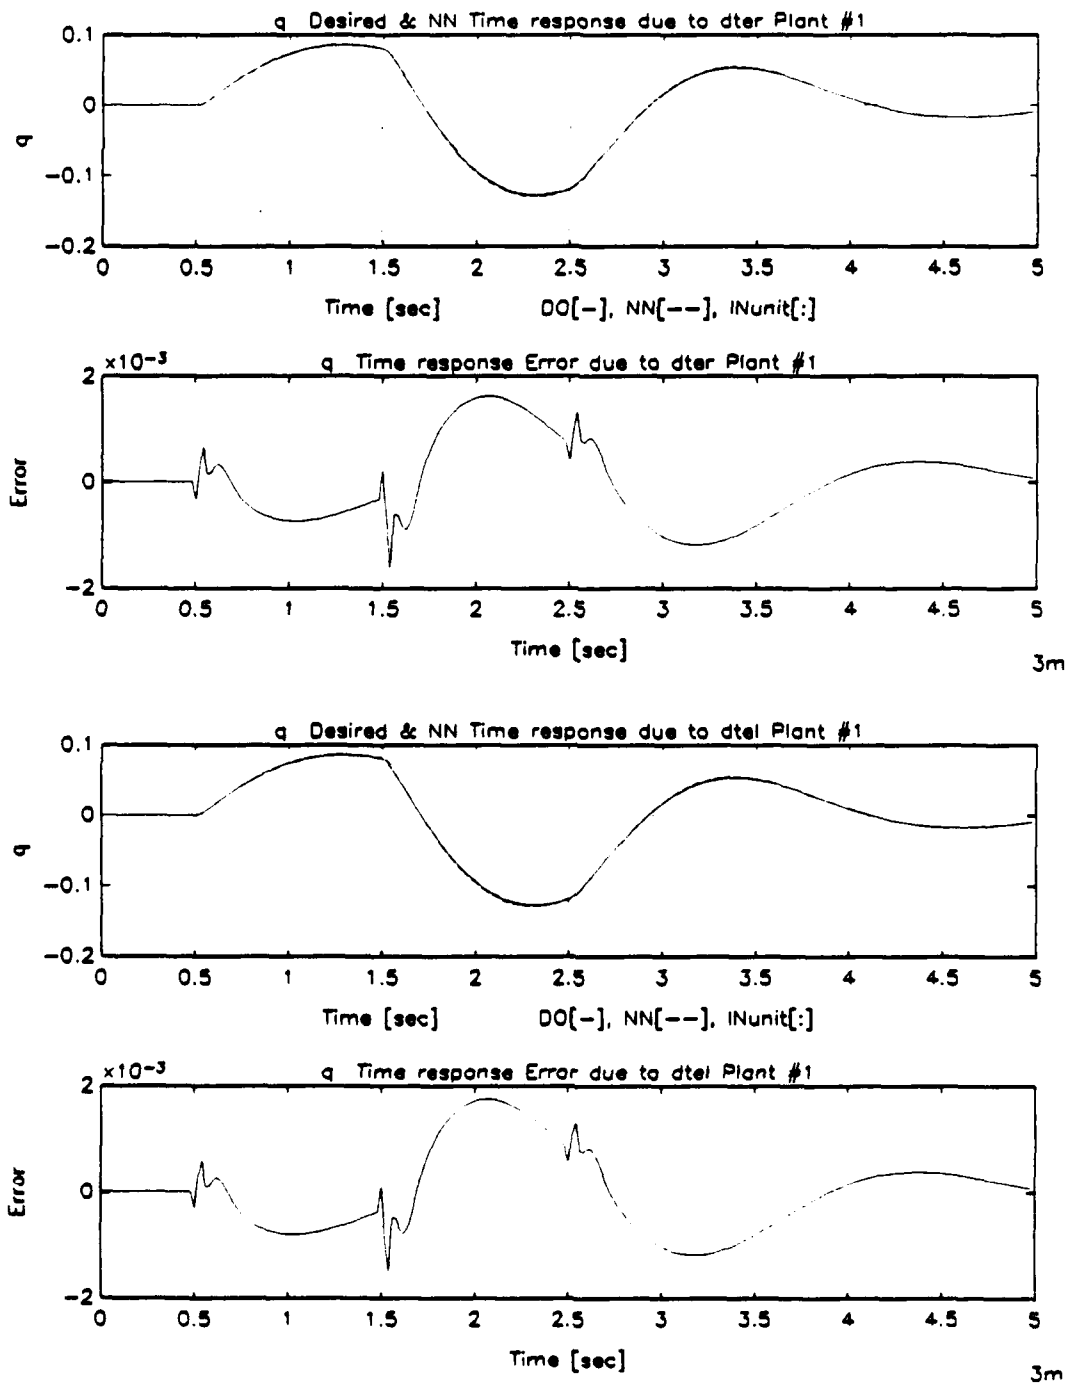 q Desired & NN Time response due to dter Plant #1
0.1
0
-0.1
-0.2
q
0 0.5 1 1.5 2 2.5 3 3.5 4 4.5 5
Time [sec] DO[-], NN[--], INunit[:]
×10-3 q Time response Error due to dter Plant #1
2
0
-2
Error
0 0.5 1 1.5 2 2.5 3 3.5 4 4.5 5
Time [sec]
3m
q Desired & NN Time response due to dtel Plant #1
0.1
0
-0.1
-0.2
q
0 0.5 1 1.5 2 2.5 3 3.5 4 4.5 5
Time [sec] DO[-], NN[--], INunit[:]
×10-3 q Time response Error due to dtel Plant #1
2
0
-2
Error
0 0.5 1 1.5 2 2.5 3 3.5 4 4.5 5
Time [sec]
3m